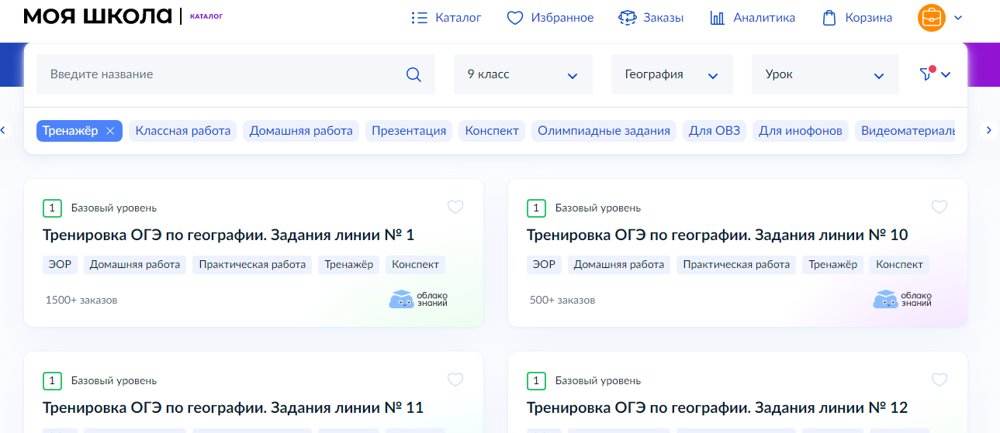 МОЯ ШКОЛА | КАТАЛОГ
Каталог Избранное Заказы Аналитика Корзина
Введите название 9 класс География Урок
Тренажёр Классная работа Домашняя работа Презентация Конспект Олимпиадные задания Для ОВЗ Для инофонов Видеоматериаль
1 Базовый уровень
Тренировка ОГЭ по географии. Задания линии № 1
ЭОР Домашняя работа Практическая работа Тренажёр Конспект
1500+ заказов
облако
знаний
1 Базовый уровень
Тренировка ОГЭ по географии. Задания линии № 10
ЭОР Домашняя работа Практическая работа Тренажёр Конспект
500+ заказов
облако
знаний
1 Базовый уровень
Тренировка ОГЭ по географии. Задания линии № 11
1 Базовый уровень
Тренировка ОГЭ по географии. Задания линии № 12